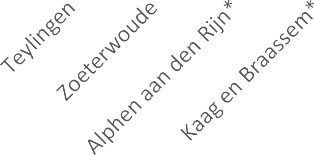 Teylingen
Zoeterwoude
Alphen aan den Rijn*
Kaag en Braassem*